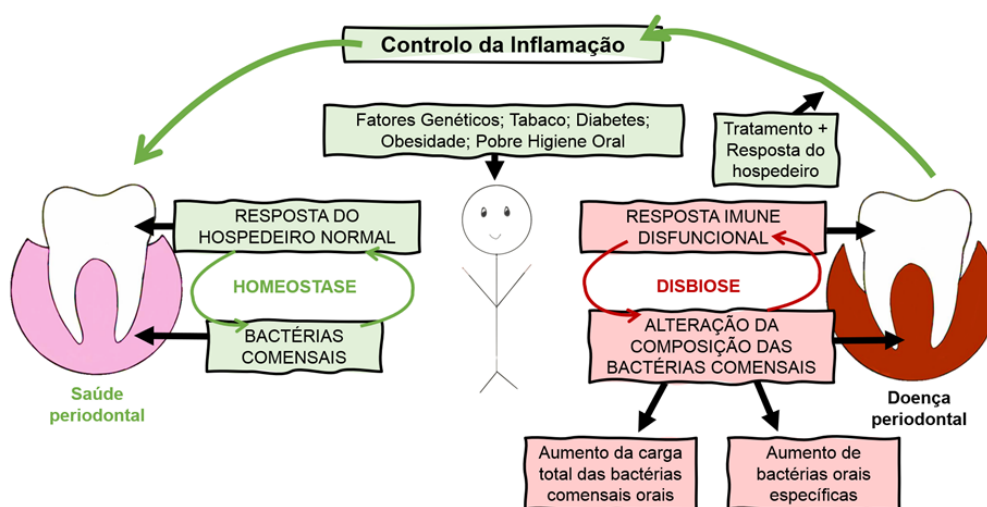 Controlo da Inflamação
Fatores Genéticos; Tabaco; Diabetes;
Obesidade; Pobre Higiene Oral
Tratamento +
Resposta do
hospedeiro
RESPOSTA DO
HOSPEDEIRO NORMAL
HOMEOSTASE
BACTÉRIAS
COMENSAIS
Saúde
periodontal
RESPOSTA IMUNE
DISFUNCIONAL
DISBIOSE
ALTERAÇÃO DA
COMPOSIÇÃO DAS
BACTÉRIAS COMENSAIS
Doença
periodontal
Aumento da carga
total das bactérias
comensais orais
Aumento de
bactérias orais
específicas